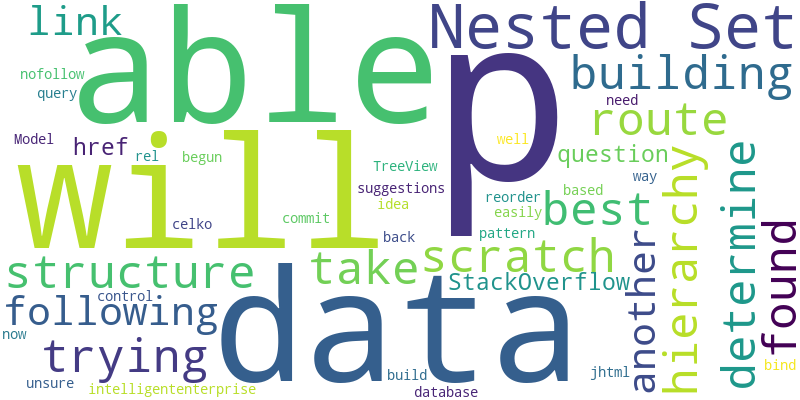 link
able
Nested Set
p
nofollow
query
building
need
route
Model
href
rel
begun
will
well
question
TreeView
suggestions
idea
reorder
easily
based
way
best
hierarchy
determine
celko
commit
back
pattern
found
another
structure
take
scratch
StackOverflow
control
following
data
now
trying
unsure
intelligententerprise
build
database
jhtml
bind